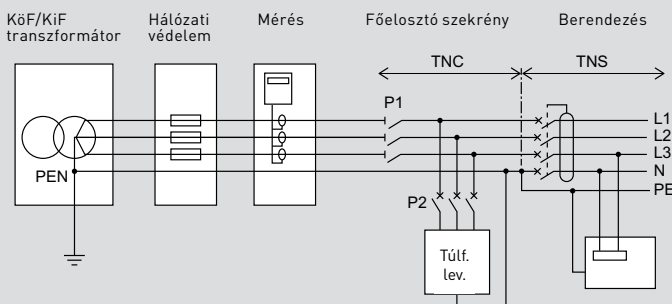 KöF/KiF
transzformátor
Hálózati
védelem
Mérés
Főelosztó szekrény
Berendezés
TNC
TNS
P1
L1
L2
L3
N
PE
PEN
P2
Túlf.
lev.